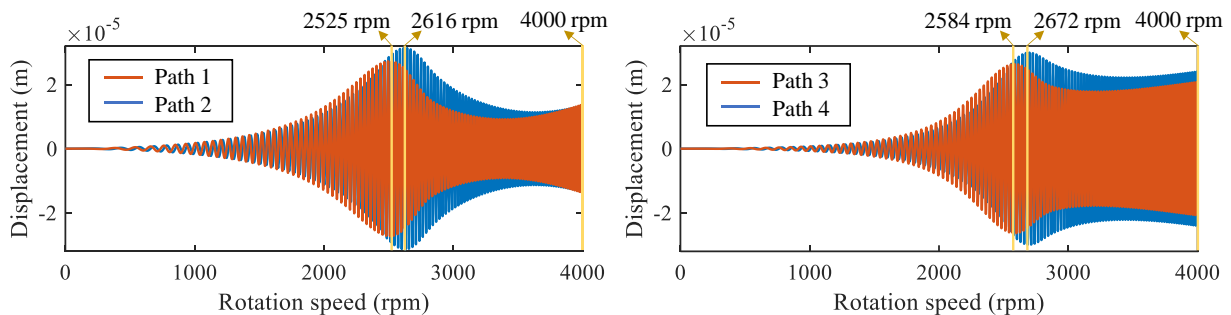 2525 rpm 2616 rpm 4000 rpm
×10⁻⁵
Displacement (m)
2
0
-2
Path 1
Path 2
0 1000 2000 3000 4000
Rotation speed (rpm)
2584 rpm 2672 rpm 4000 rpm
×10⁻⁵
Displacement (m)
2
0
-2
Path 3
Path 4
0 1000 2000 3000 4000
Rotation speed (rpm)